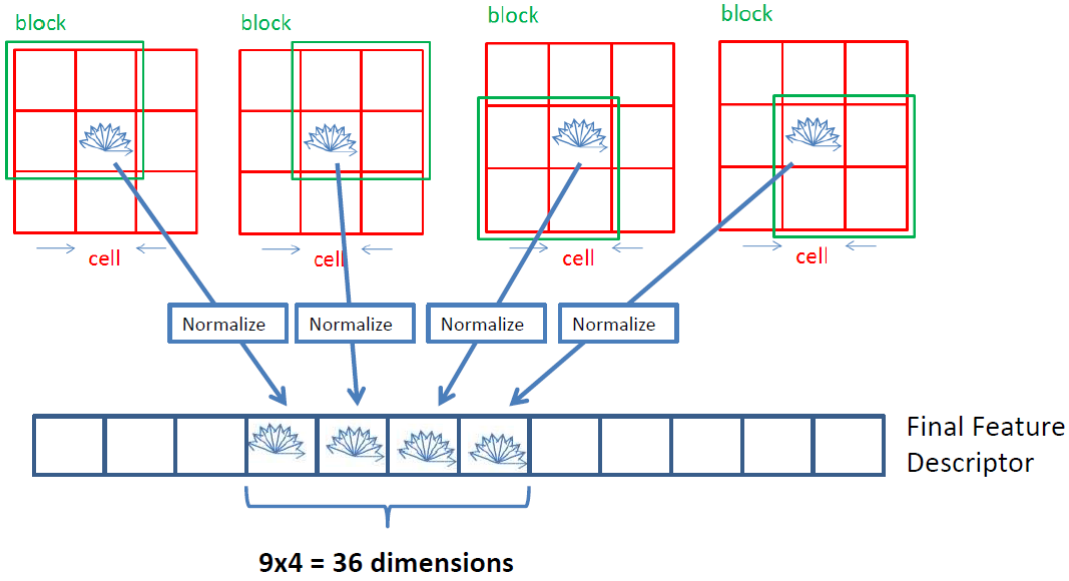 block
block
block
block
cell
cell
cell
cell
Normalize
Normalize
Normalize
Normalize
Final Feature
Descriptor
9x4 = 36 dimensions